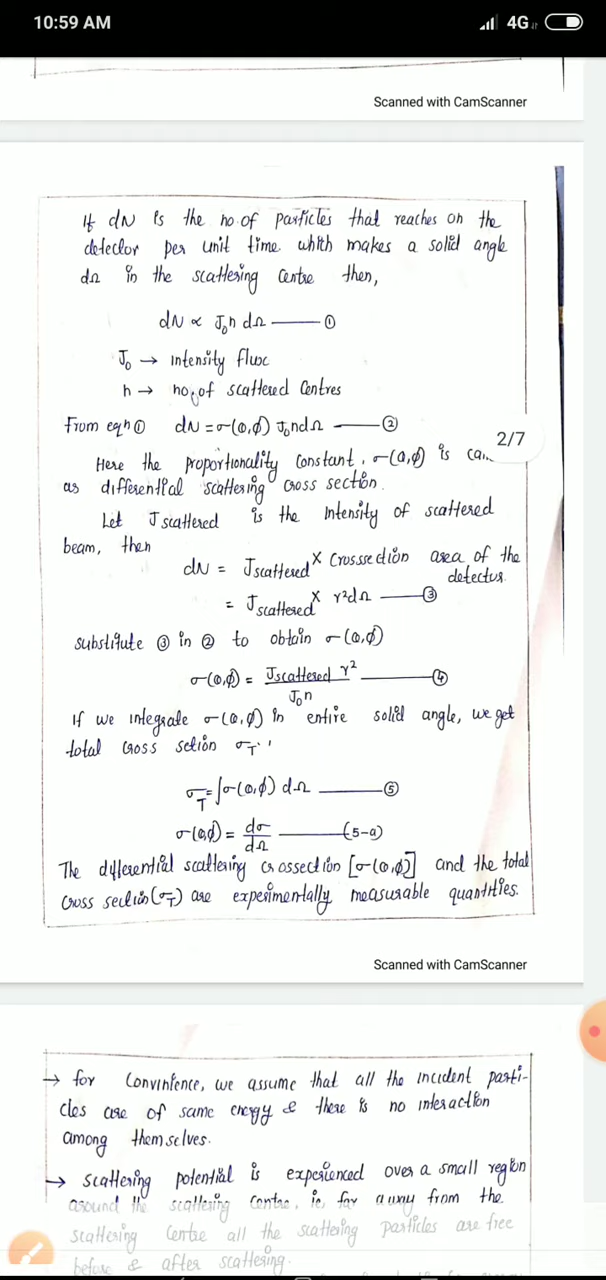 10:59 AM
4G
Scanned with CamScanner
If dN is the no of particles that reaches on the
detector per unit time which makes a solid angle
dΩ in the scattering Centre then,
dN ∝ J₀n dΩ ——— ①
J₀ → intensity flux
n → no. of scattered Centres
From eqn ① dN = σ(Θ,φ) J₀ndΩ —— ②
2/7
Here the proportionality constant, σ(Θ,φ) is
as differential scattering cross section.
Let Jscattered is the intensity of scattered
beam, then
dN = Jscattered × Crosssection area of the
detectus.
= Jscattered × r²dΩ —— ③
substitute ③ in ② to obtain σ(Θ,φ)
σ(Θ,φ) = Jscattered r² ——— ④
J₀n
If we integrate σ(Θ,φ) in entire solid angle, we get
total cross section σT.
σT = ∫σ(Θ,φ) dΩ ——— ⑤
σ(Θ,φ) = dσ ——— (5-a)
dΩ
The differential scattering crossection [σ(Θ,φ)] and the total
cross section (σT) are experimentally measurable quantities.
Scanned with CamScanner
→ for Convinience, we assume that all the incident parti-
cles are of same energy & there is no interaction
among themselves.
→ scattering potential is experienced over a small region
around the scattering centre, ie, far away from the
scattering Centre all the scattering particles are free
before & after scattering.